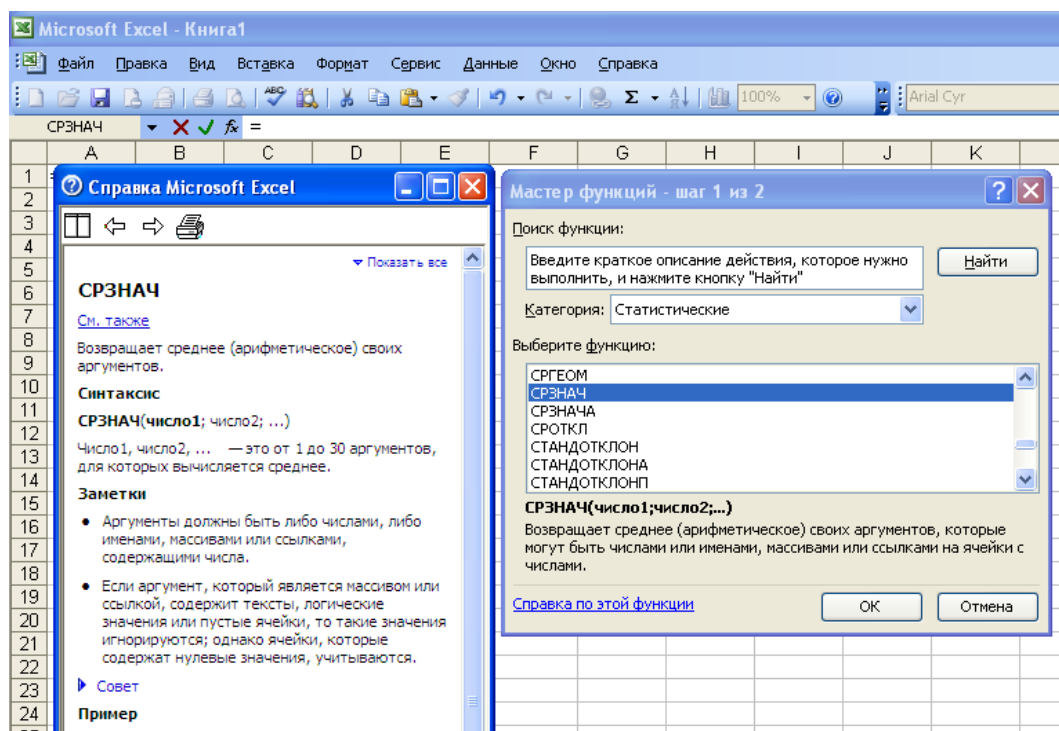 Microsoft Excel - Книга1
Файл Правка Вид Вставка Формат Сервис Данные Окно Справка
100%
Arial Cyr
СРЗНАЧ
=
A B C D E F G H I J K
1
2
3
4
5
6
7
8
9
10
11
12
13
14
15
16
17
18
19
20
21
22
23
24
Справка Microsoft Excel
Показать все
СРЗНАЧ
См. также
Возвращает среднее (арифметическое) своих
аргументов.
Синтаксис
СРЗНАЧ(число1; число2; ...)
Число1, число2, ... — это от 1 до 30 аргументов,
для которых вычисляется среднее.
Заметки
• Аргументы должны быть либо числами, либо
именами, массивами или ссылками,
содержащими числа.
• Если аргумент, который является массивом или
ссылкой, содержит тексты, логические
значения или пустые ячейки, то такие значения
игнорируются; однако ячейки, которые
содержат нулевые значения, учитываются.
Совет
Пример
Мастер функций - шаг 1 из 2
Поиск функции:
Введите краткое описание действия, которое нужно
выполнить, и нажмите кнопку "Найти"
Найти
Категория: Статистические
Выберите функцию:
СРГЕОМ
СРЗНАЧ
СРЗНАЧА
СРОТКЛ
СТАНДОТКЛОН
СТАНДОТКЛОНА
СТАНДОТКЛОНП
СРЗНАЧ(число1;число2;...)
Возвращает среднее (арифметическое) своих аргументов, которые
могут быть числами или именами, массивами или ссылками на ячейки с
числами.
Справка по этой функции
ОК
Отмена